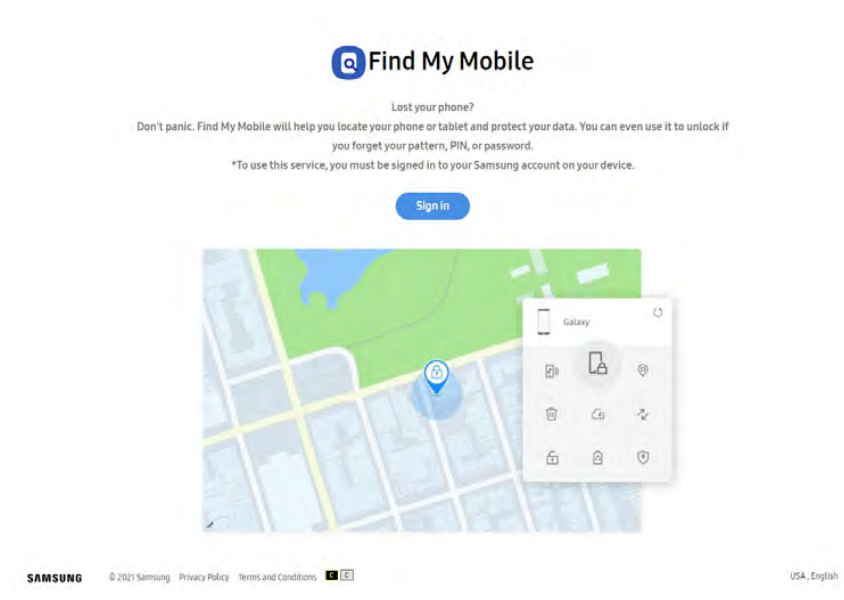 Find My Mobile
Lost your phone?
Don't panic. Find My Mobile will help you locate your phone or tablet and protect your data. You can even use it to unlock if
you forget your pattern, PIN, or password.
*To use this service, you must be signed in to your Samsung account on your device.
Sign in
Galaxy
SAMSUNG © 2021 Samsung Privacy Policy Terms and Conditions C C USA, English